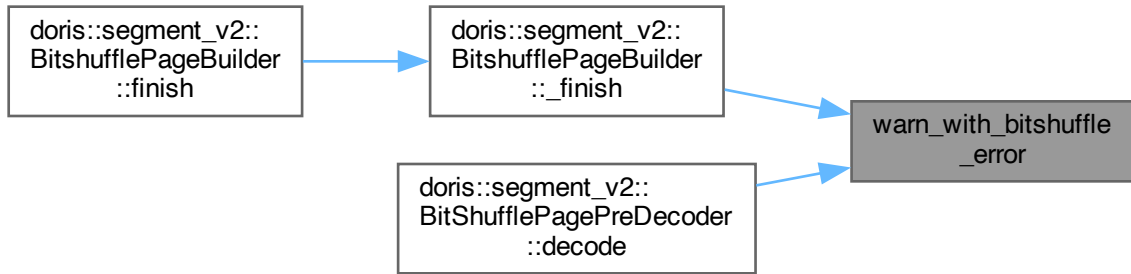 doris::segment_v2::
BitshufflePageBuilder
::finish
doris::segment_v2::
BitshufflePageBuilder
::_finish
warn_with_bitshuffle
_error
doris::segment_v2::
BitShufflePagePreDecoder
::decode